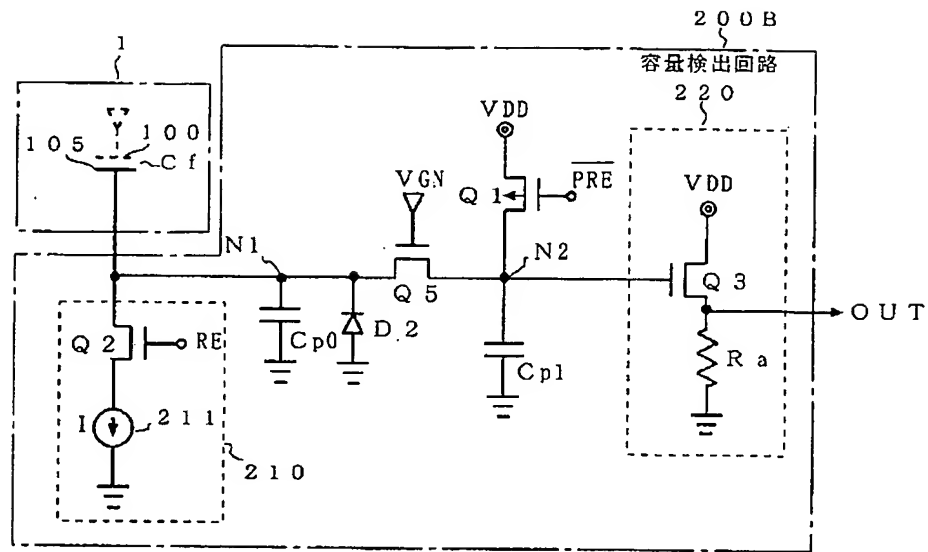 200B
1
容量検出回路
220
VDD
100
105
Cf
VGN
Q1
PRE
VDD
N1
N2
Q3
Q5
OUT
Q2
RE
Cp0
D2
Cp1
Ra
I
211
210